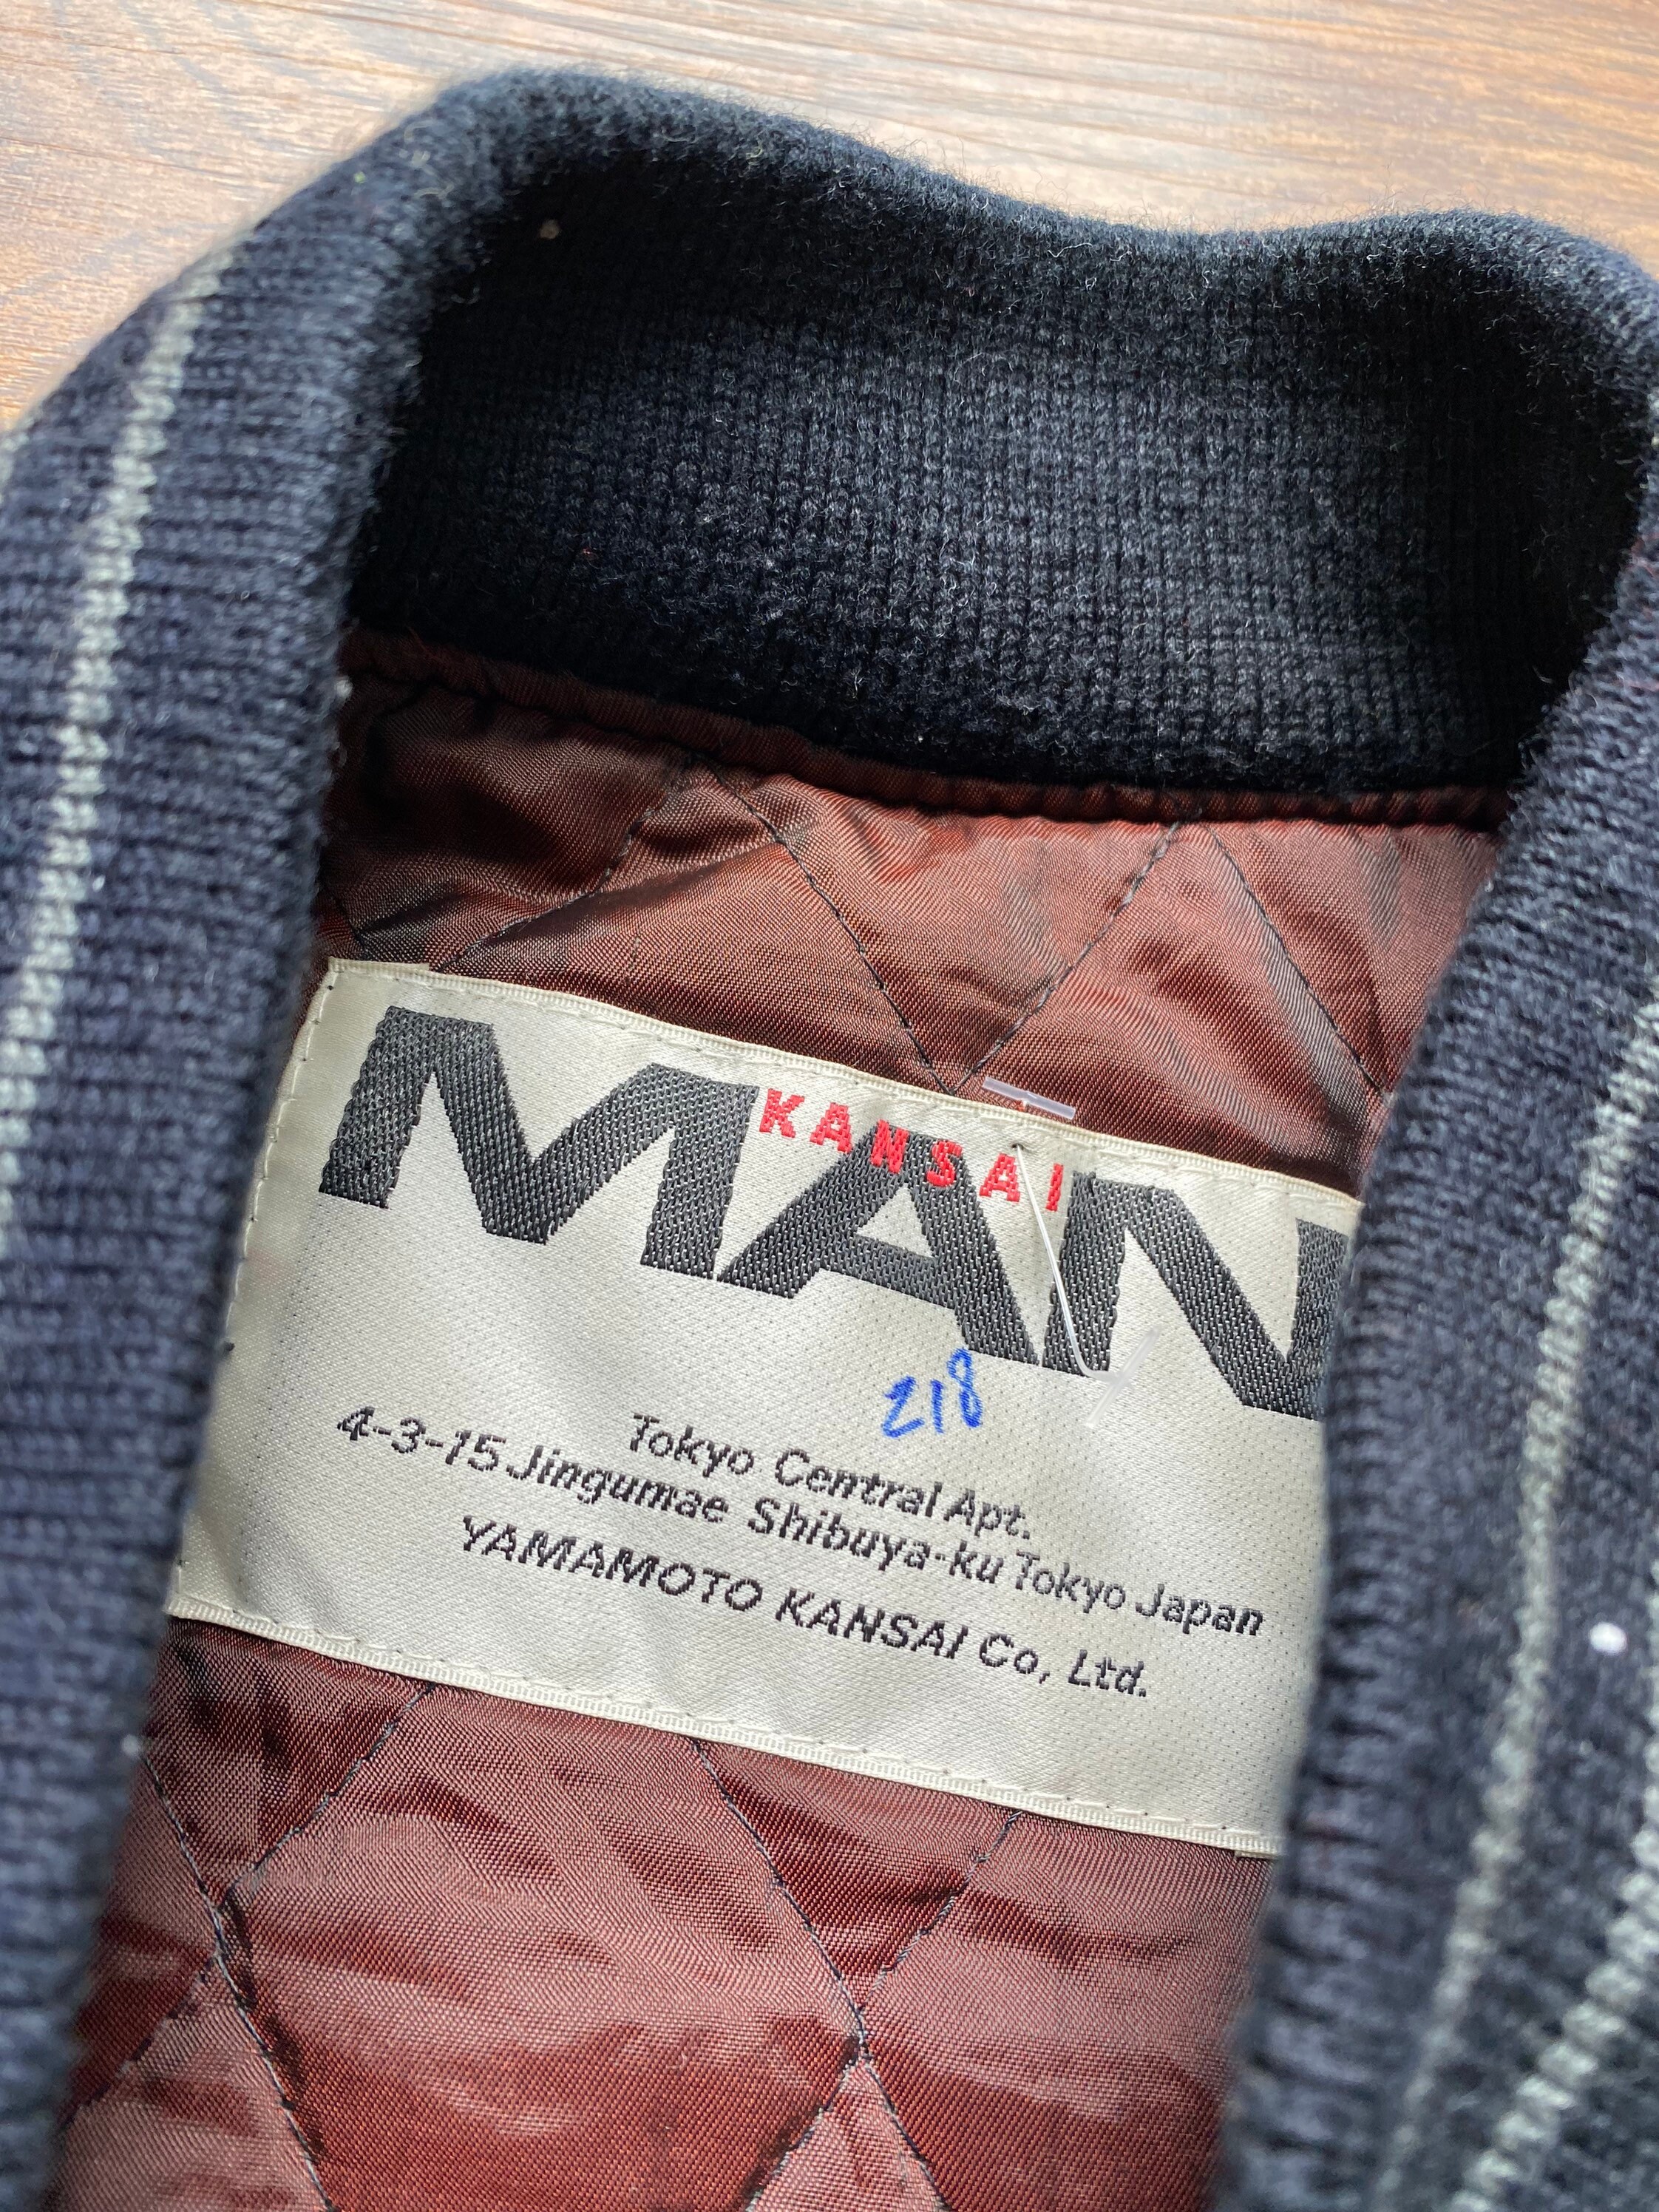 KANSAI
MAN
218
Tokyo Central Apt.
4-3-15 Jingumae Shibuya-ku Tokyo Japan
YAMAMOTO KANSAI Co, Ltd.